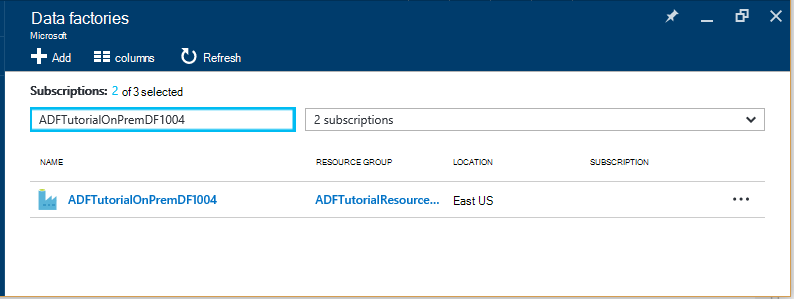 Data factories
Microsoft
Add columns Refresh
Subscriptions: 2 of 3 selected
ADFTutorialOnPremDF1004 2 subscriptions
NAME RESOURCE GROUP LOCATION SUBSCRIPTION
ADFTutorialOnPremDF1004 ADFTutorialResource... East US